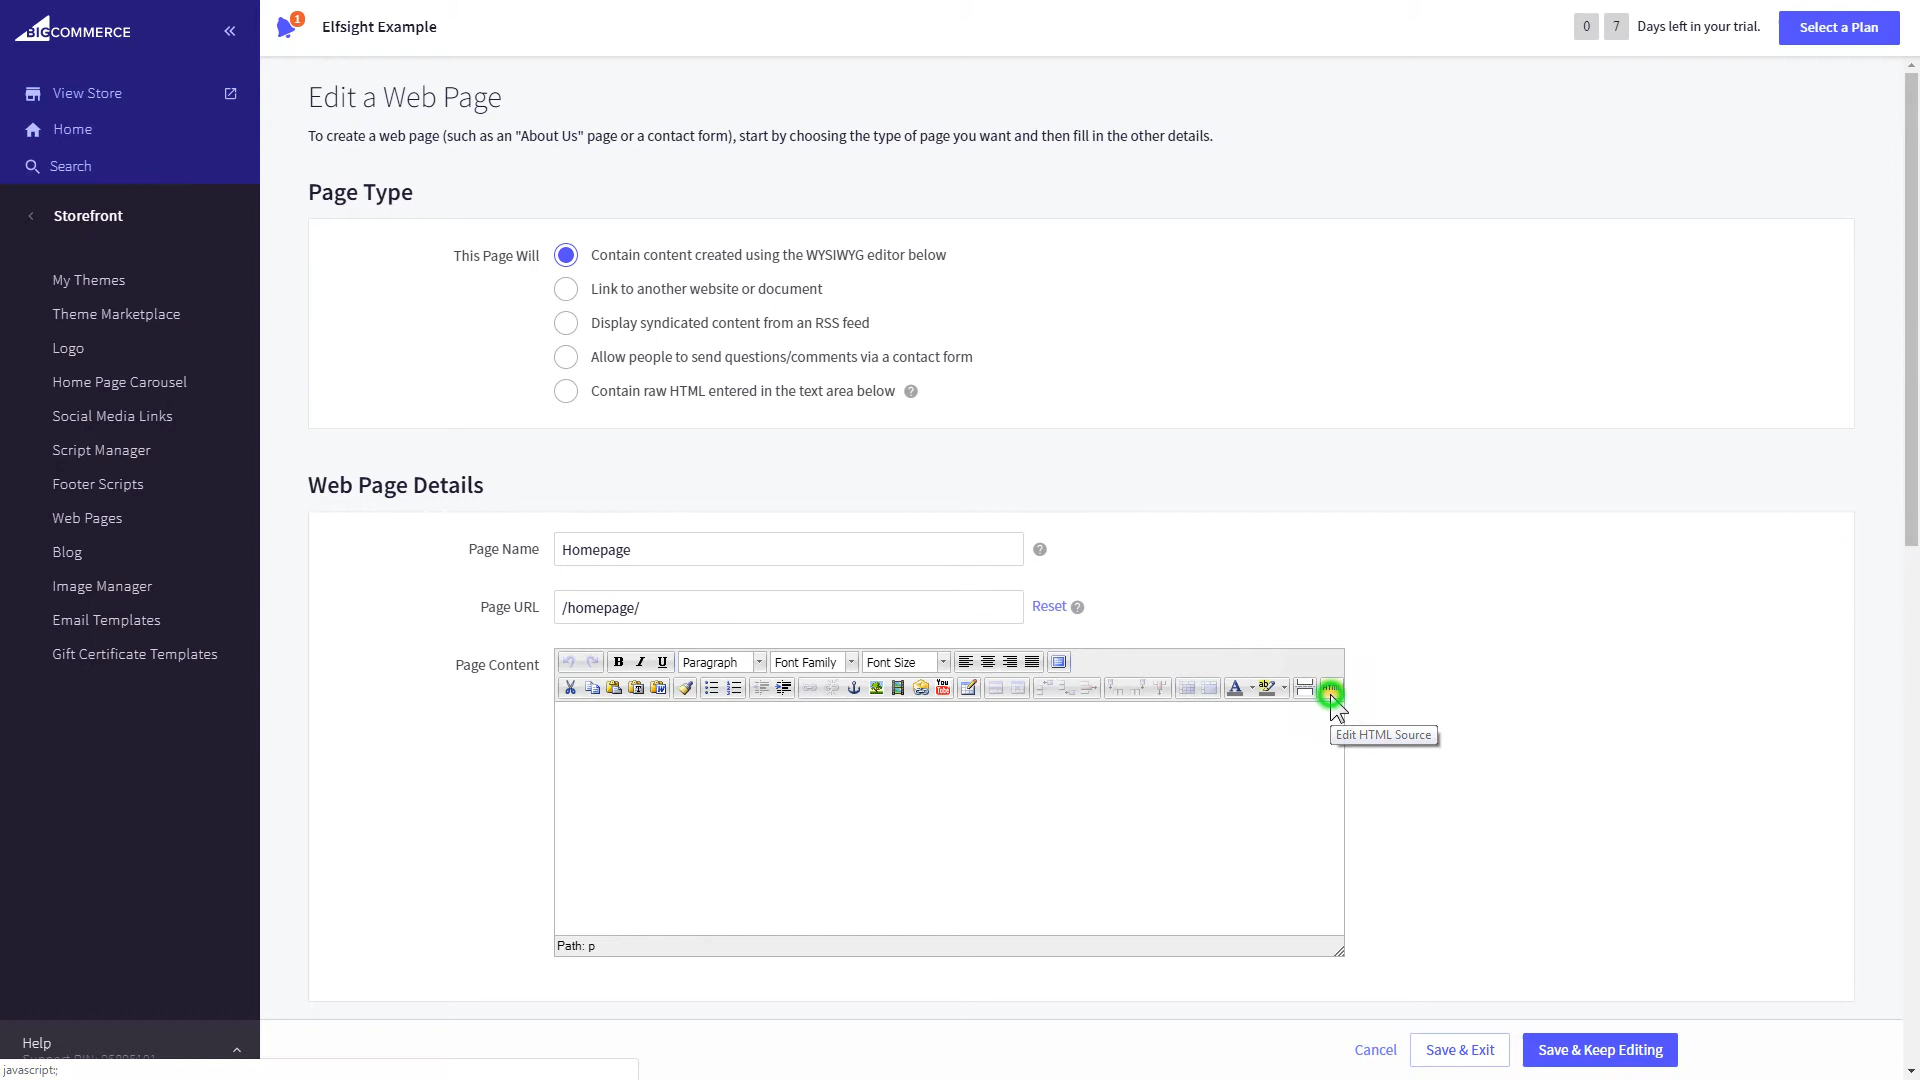 BIGCOMMERCE
1
Elfsight Example
0 7 Days left in your trial.
Select a Plan
View Store
Home
Search
Storefront
My Themes
Theme Marketplace
Logo
Home Page Carousel
Social Media Links
Script Manager
Footer Scripts
Web Pages
Blog
Image Manager
Email Templates
Gift Certificate Templates
Help
javascript:;
Edit a Web Page
To create a web page (such as an "About Us" page or a contact form), start by choosing the type of page you want and then fill in the other details.
Page Type
This Page Will
Contain content created using the WYSIWYG editor below
Link to another website or document
Display syndicated content from an RSS feed
Allow people to send questions/comments via a contact form
Contain raw HTML entered in the text area below ?
Web Page Details
Page Name
Homepage
?
Page URL
/homepage/
Reset ?
Page Content
B I U Paragraph Font Family Font Size
You Tube A ab HTML
Edit HTML Source
Path: p
Cancel
Save & Exit
Save & Keep Editing